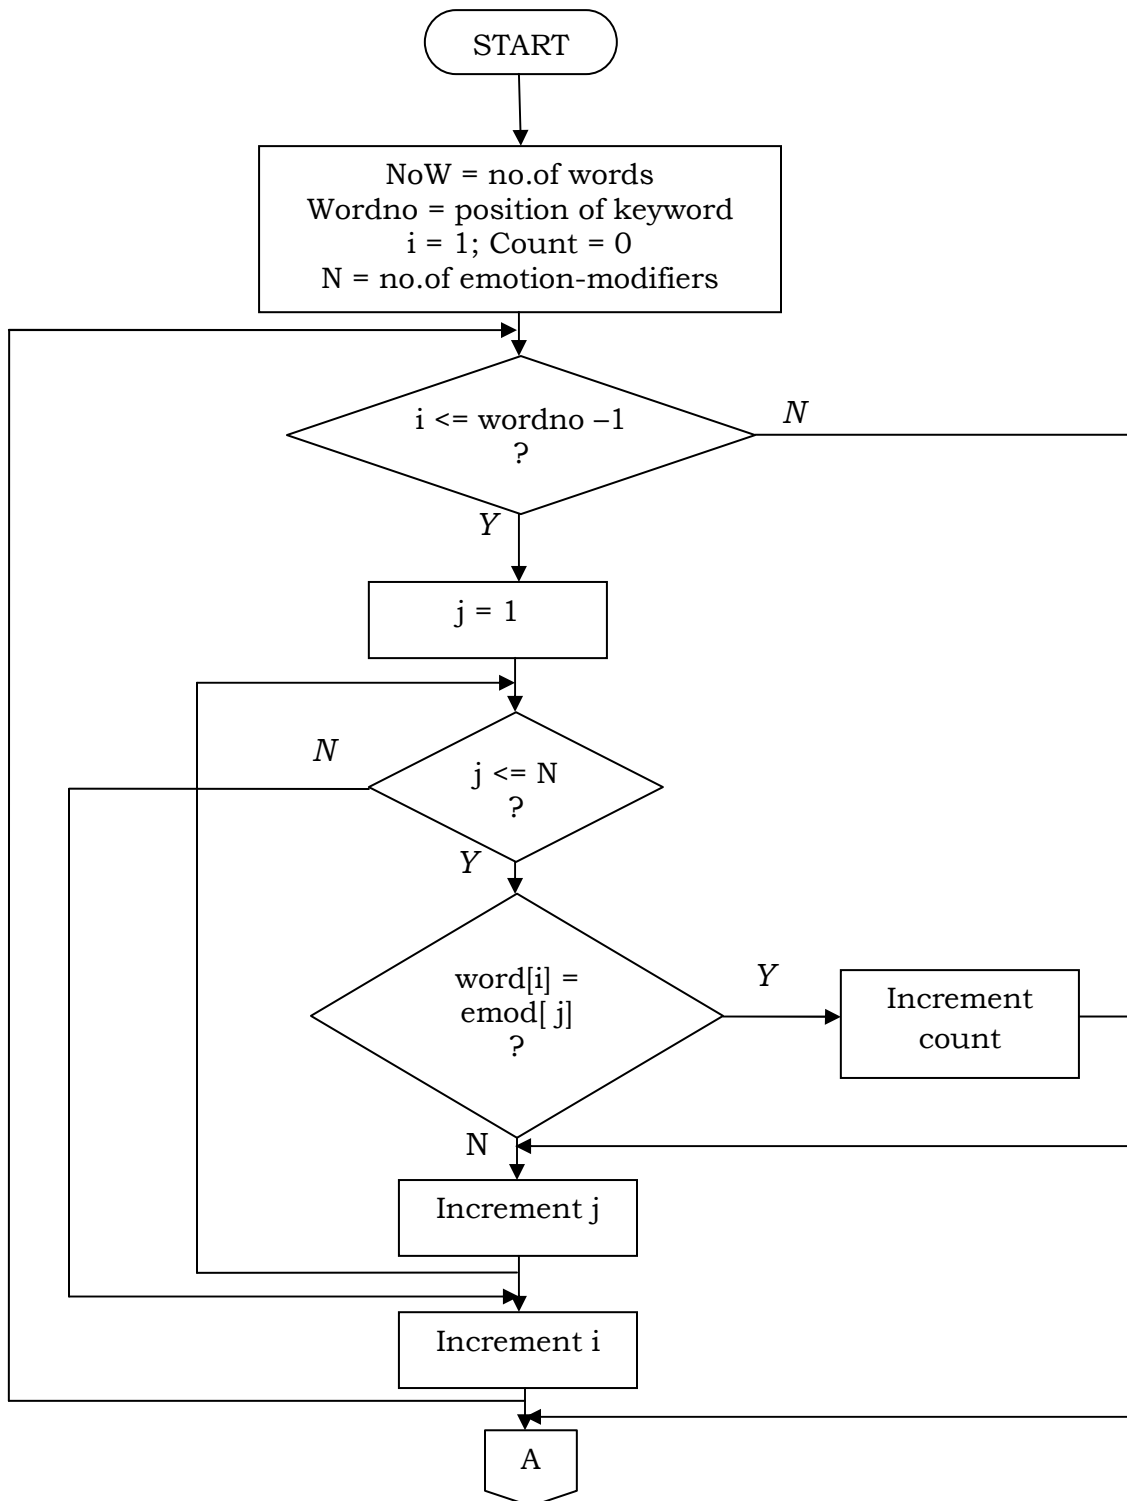 START
NoW = no.of words
Wordno = position of keyword
i = 1; Count = 0
N = no.of emotion-modifiers
i <= wordno –1
?
N
Y
j = 1
N
j <= N
?
Y
word[i] =
emod[ j]
?
Y
Increment
count
N
Increment j
Increment i
A